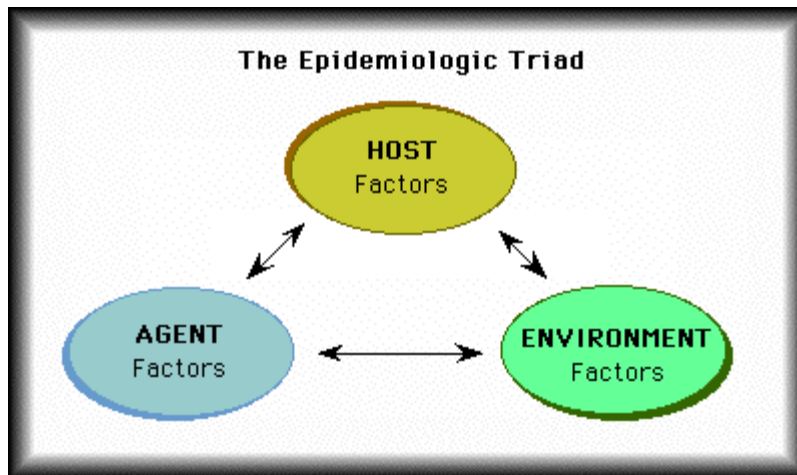 The Epidemiologic Triad
HOST
Factors
AGENT
Factors
ENVIRONMENT
Factors